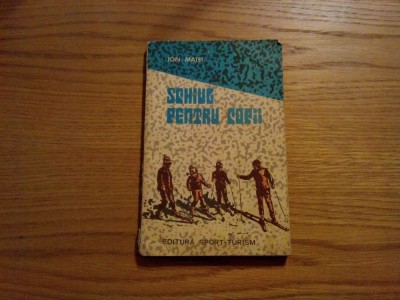 ION MATEI
SCHIUL
PENTRU COPII
EDITURA SPORT-TURISM